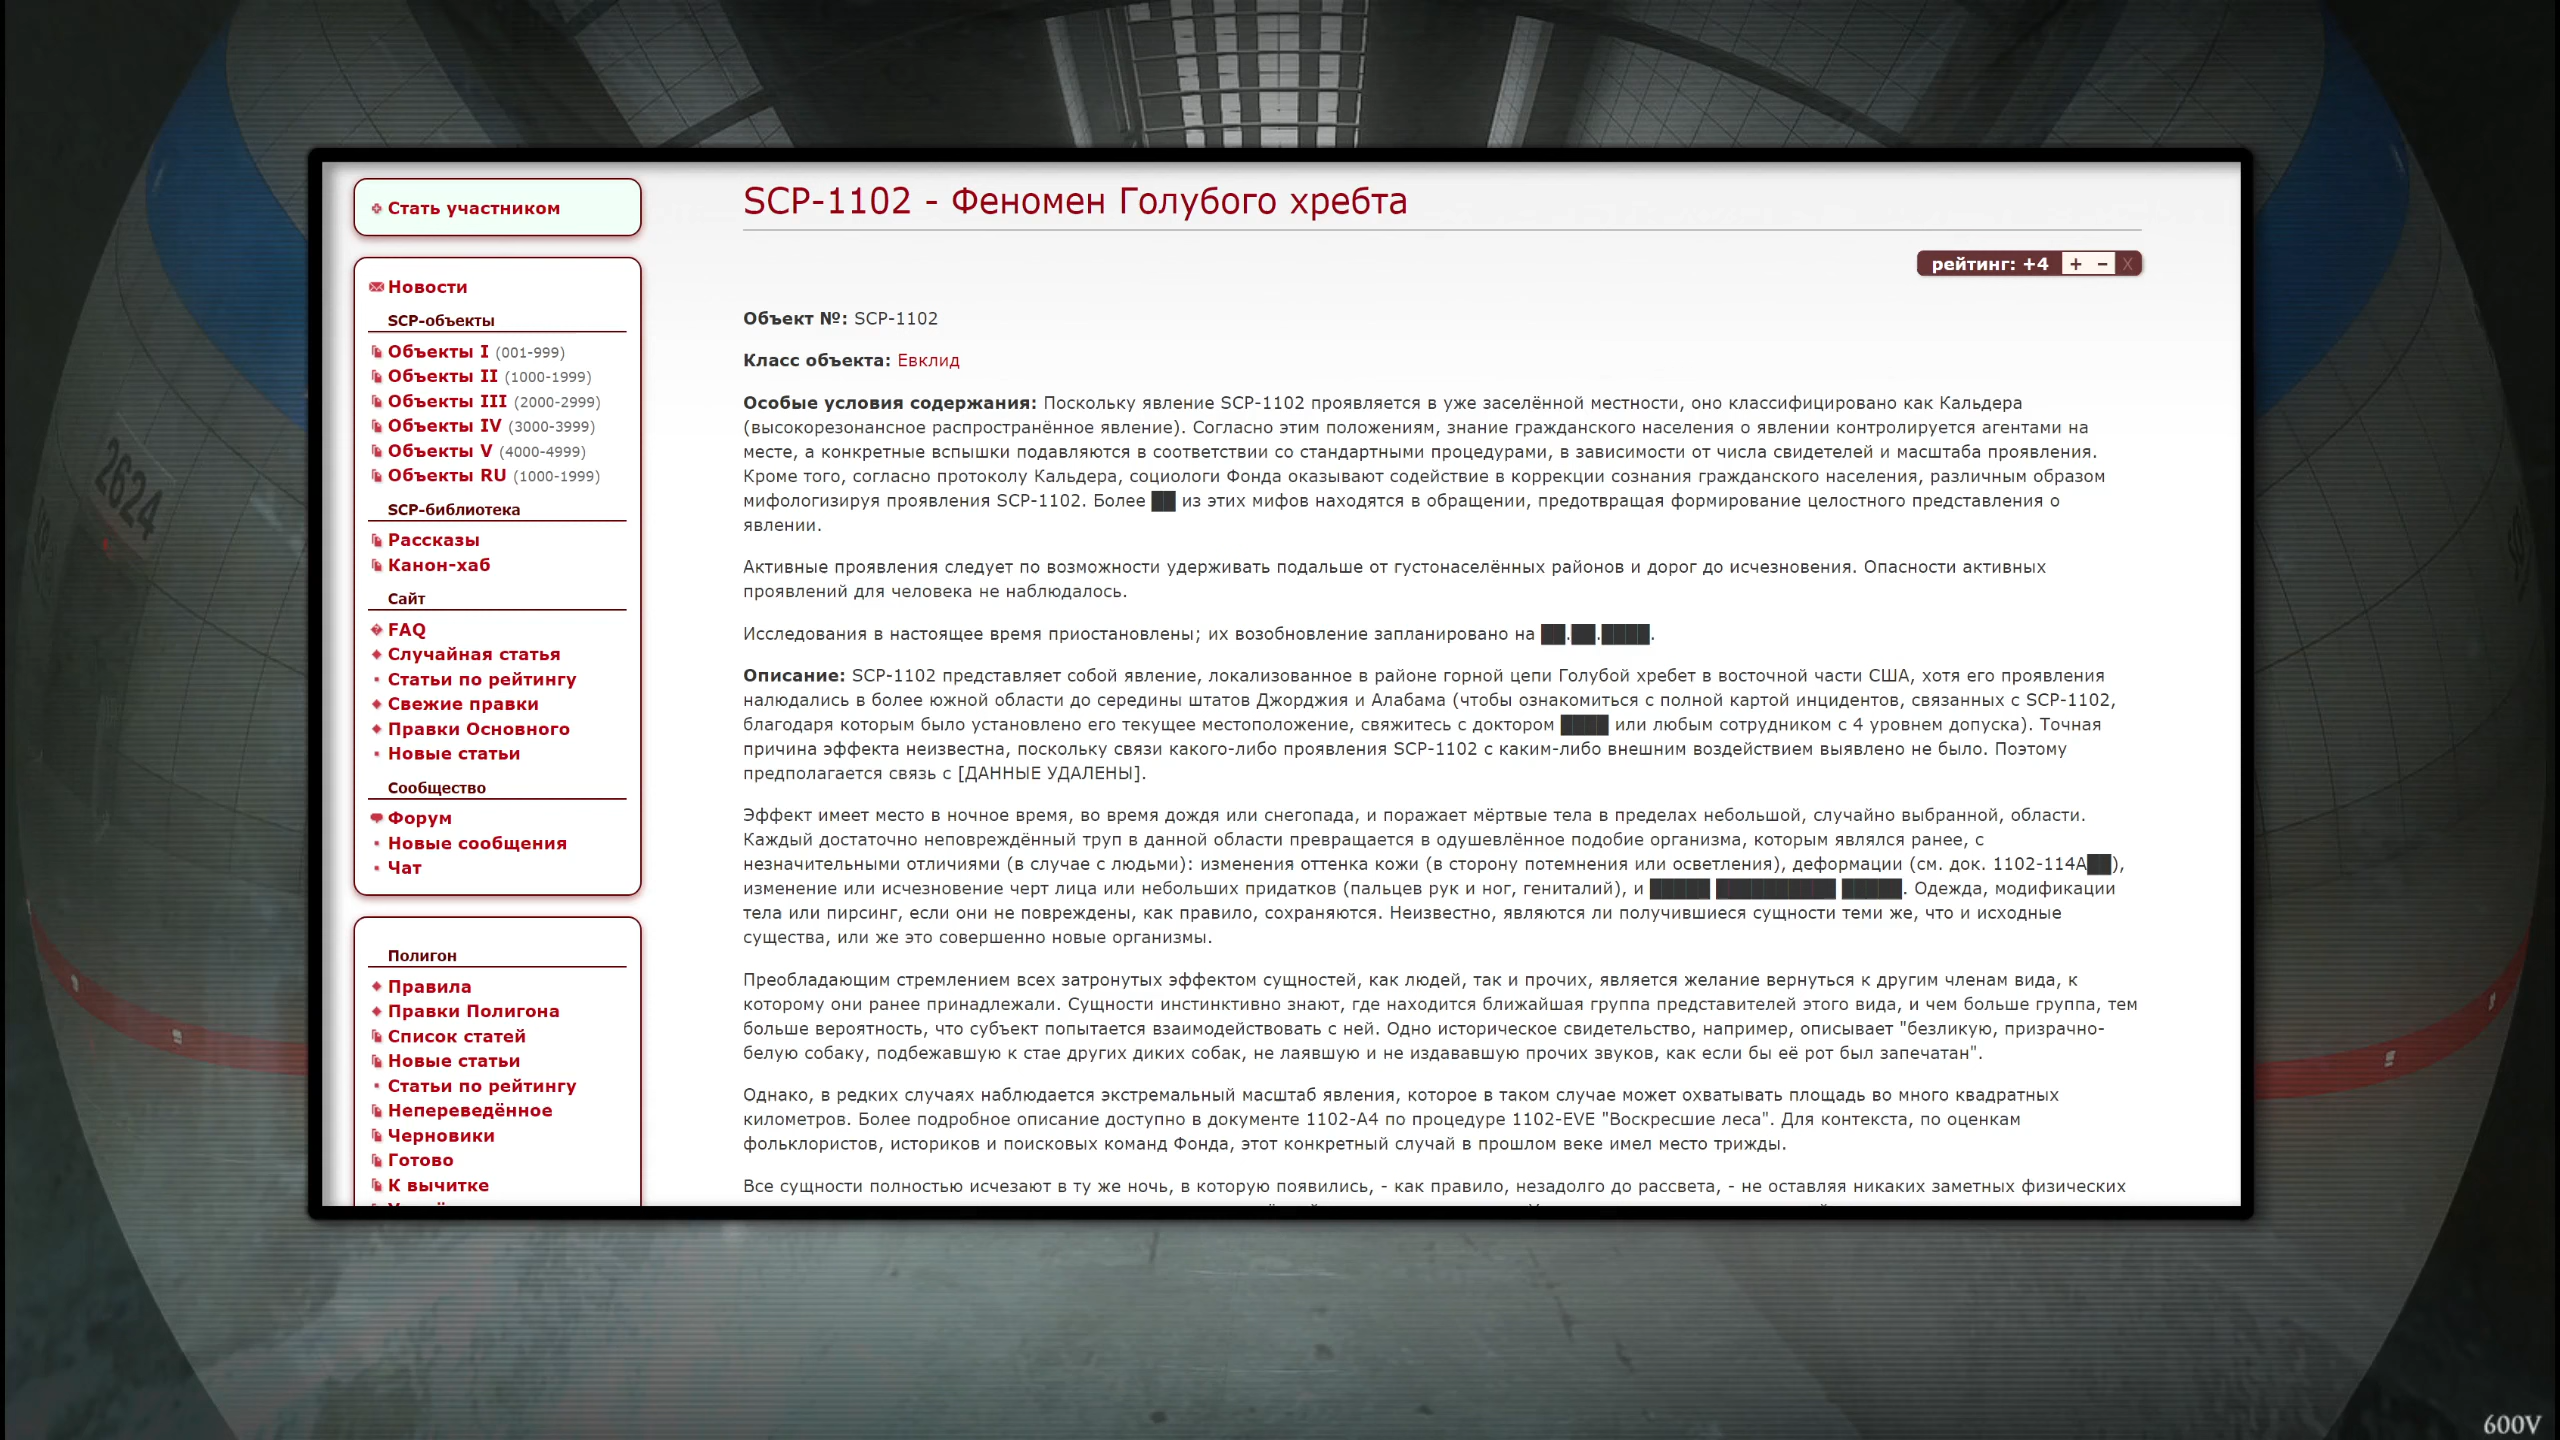 Стать участником
Новости
SCP-объекты
Объекты I (001-999)
Объекты II (1000-1999)
Объекты III (2000-2999)
Объекты IV (3000-3999)
Объекты V (4000-4999)
Объекты RU (1000-1999)
SCP-библиотека
Рассказы
Канон-хаб
Сайт
FAQ
Случайная статья
Статьи по рейтингу
Свежие правки
Правки Основного
Новые статьи
Сообщество
Форум
Новые сообщения
Чат
Полигон
Правила
Правки Полигона
Список статей
Новые статьи
Статьи по рейтингу
Непереведённое
Черновики
Готово
К вычитке
SCP-1102 - Феномен Голубого хребта
рейтинг: +4 + − X
Объект №: SCP-1102
Класс объекта: Евклид
Особые условия содержания: Поскольку явление SCP-1102 проявляется в уже заселённой местности, оно классифицировано как Кальдера
(высокорезонансное распространённое явление). Согласно этим положениям, знание гражданского населения о явлении контролируется агентами на
месте, а конкретные вспышки подавляются в соответствии со стандартными процедурами, в зависимости от числа свидетелей и масштаба проявления.
Кроме того, согласно протоколу Кальдера, социологи Фонда оказывают содействие в коррекции сознания гражданского населения, различным образом
мифологизируя проявления SCP-1102. Более ██ из этих мифов находятся в обращении, предотвращая формирование целостного представления о
явлении.
Активные проявления следует по возможности удерживать подальше от густонаселённых районов и дорог до исчезновения. Опасности активных
проявлений для человека не наблюдалось.
Исследования в настоящее время приостановлены; их возобновление запланировано на ██.██.████.
Описание: SCP-1102 представляет собой явление, локализованное в районе горной цепи Голубой хребет в восточной части США, хотя его проявления
налюдались в более южной области до середины штатов Джорджия и Алабама (чтобы ознакомиться с полной картой инцидентов, связанных с SCP-1102,
благодаря которым было установлено его текущее местоположение, свяжитесь с доктором ████ или любым сотрудником с 4 уровнем допуска). Точная
причина эффекта неизвестна, поскольку связи какого-либо проявления SCP-1102 с каким-либо внешним воздействием выявлено не было. Поэтому
предполагается связь с [ДАННЫЕ УДАЛЕНЫ].
Эффект имеет место в ночное время, во время дождя или снегопада, и поражает мёртвые тела в пределах небольшой, случайно выбранной, области.
Каждый достаточно неповреждённый труп в данной области превращается в одушевлённое подобие организма, которым являлся ранее, с
незначительными отличиями (в случае с людьми): изменения оттенка кожи (в сторону потемнения или осветления), деформации (см. док. 1102-114A██),
изменение или исчезновение черт лица или небольших придатков (пальцев рук и ног, гениталий), и █████ ██████████ █████. Одежда, модификации
тела или пирсинг, если они не повреждены, как правило, сохраняются. Неизвестно, являются ли получившиеся сущности теми же, что и исходные
существа, или же это совершенно новые организмы.
Преобладающим стремлением всех затронутых эффектом сущностей, как людей, так и прочих, является желание вернуться к другим членам вида, к
которому они ранее принадлежали. Сущности инстинктивно знают, где находится ближайшая группа представителей этого вида, и чем больше группа, тем
больше вероятность, что субъект попытается взаимодействовать с ней. Одно историческое свидетельство, например, описывает "безликую, призрачно-
белую собаку, подбежавшую к стае других диких собак, не лаявшую и не издававшую прочих звуков, как если бы её рот был запечатан".
Однако, в редких случаях наблюдается экстремальный масштаб явления, которое в таком случае может охватывать площадь во много квадратных
километров. Более подробное описание доступно в документе 1102-A4 по процедуре 1102-EVE "Воскресшие леса". Для контекста, по оценкам
фольклористов, историков и поисковых команд Фонда, этот конкретный случай в прошлом веке имел место трижды.
Все сущности полностью исчезают в ту же ночь, в которую появились, - как правило, незадолго до рассвета, - не оставляя никаких заметных физических
2624
600V